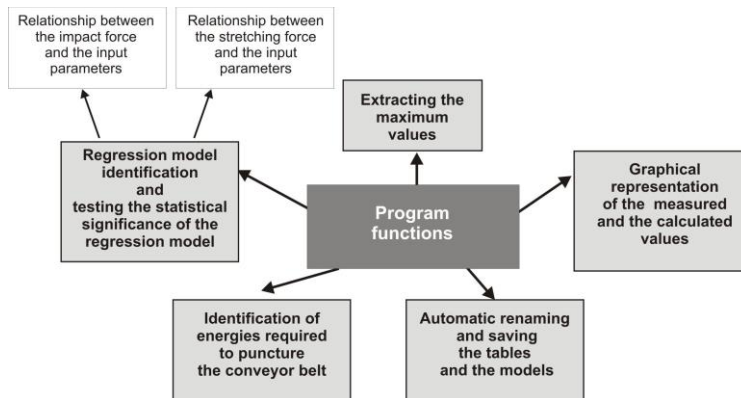 Relationship between
the impact force
and the input
parameters
Relationship between
the stretching force
and the input
parameters
Extracting the
maximum
values
Regression model
identification
and
testing the statistical
significance of the
regression model
Program
functions
Graphical
representation
of the measured
and the calculated
values
Identification of
energies required
to puncture
the conveyor belt
Automatic renaming
and saving
the tables
and the models